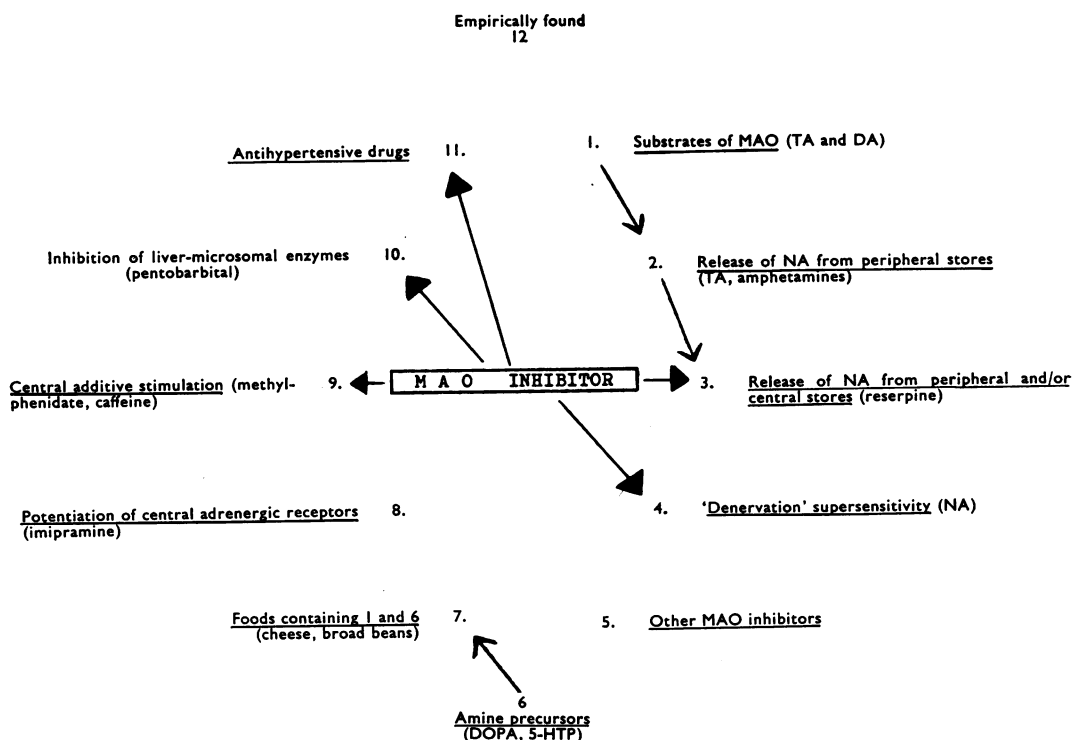 Empirically found
12
Antihypertensive drugs 11.
1. Substrates of MAO (TA and DA)
Inhibition of liver-microsomal enzymes 10.
(pentobarbital)
2. Release of NA from peripheral stores
(TA, amphetamines)
Central additive stimulation (methyl- 9.
phenidate, caffeine)
MAO INHIBITOR
3. Release of NA from peripheral and/or
central stores (reserpine)
Potentiation of central adrenergic receptors 8.
(imipramine)
4. 'Denervation' supersensitivity (NA)
Foods containing 1 and 6 7.
(cheese, broad beans)
5. Other MAO inhibitors
6
Amine precursors
(DOPA, 5-HTP)